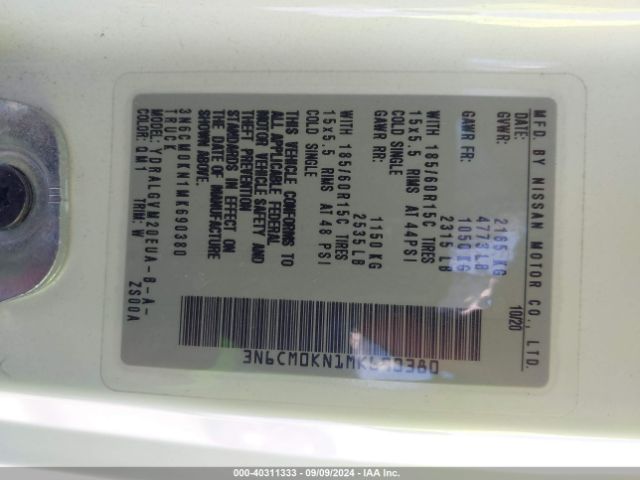 MFD. BY NISSAN MOTOR CO., LTD.
DATE: 10/20
GVWR: 2165 KG
4773 LB
GAWR FR: 1050 KG
2315 LB
WITH 185/60R15C TIRES
15x5.5 RIMS AT 44PSI
COLD SINGLE
GAWR RR: 1150 KG
2535 LB
WITH 185/60R15C TIRES
15x5.5 RIMS AT 48 PSI
COLD SINGLE
THIS VEHICLE CONFORMS TO
ALL APPLICABLE FEDERAL
MOTOR VEHICLE SAFETY AND
THEFT PREVENTION
STANDARDS IN EFFECT ON
THE DATE OF MANUFACTURE
SHOWN ABOVE.
3N6CM0KN1MK690380
TRUCK
MODEL: YDRALGVM20EUA-B-A-
ZS00A
COLOR: QM1 TRIM: W
3N6CM0KN1MK690380
000-40311333 - 09/09/2024 - IAA Inc.